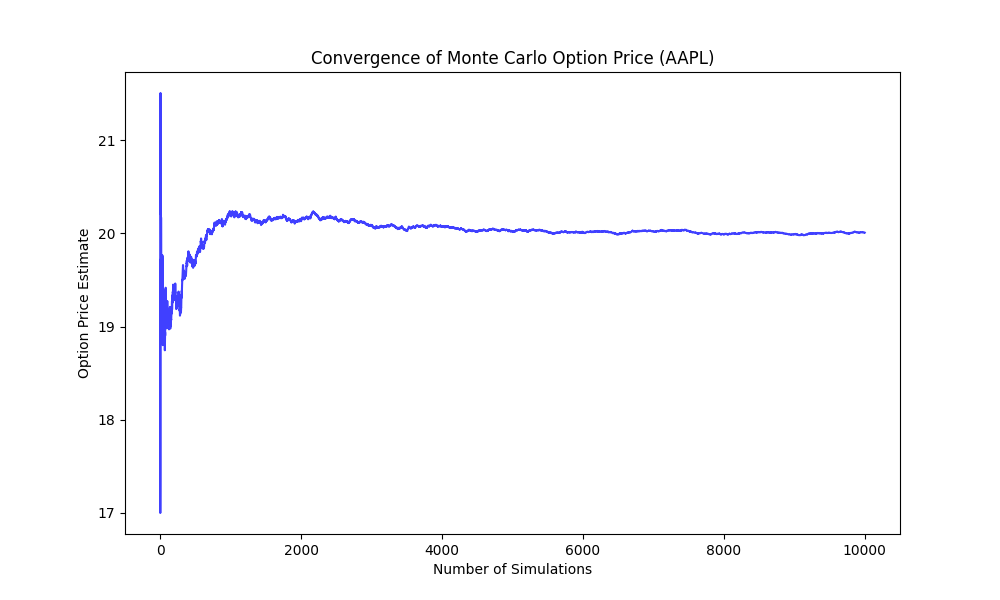 Convergence of Monte Carlo Option Price (AAPL)
21
20
19
18
17
Option Price Estimate
0 2000 4000 6000 8000 10000
Number of Simulations